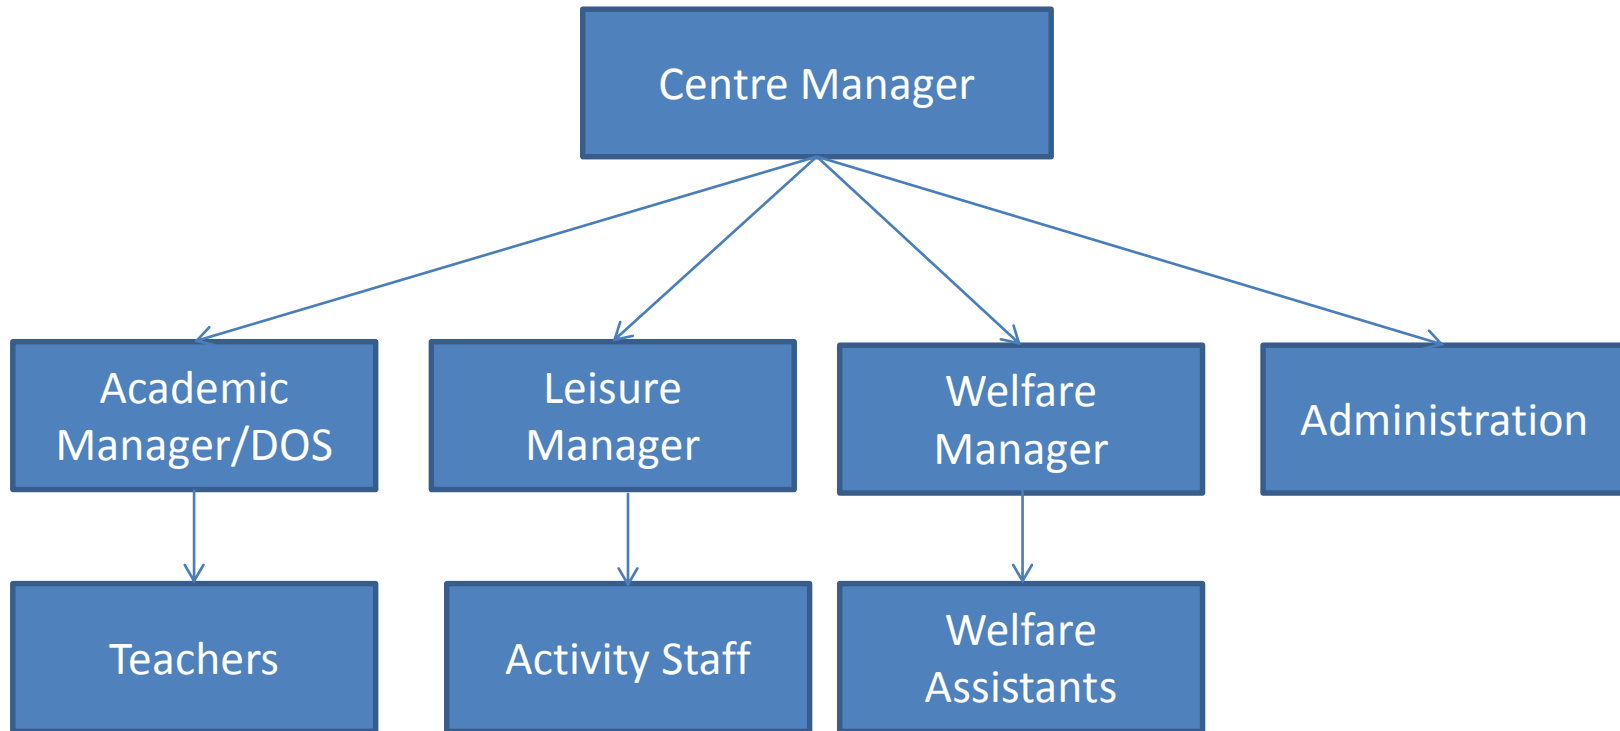 Centre Manager
Academic
Manager/DOS
Leisure
Manager
Welfare
Manager
Administration
Teachers
Activity Staff
Welfare
Assistants